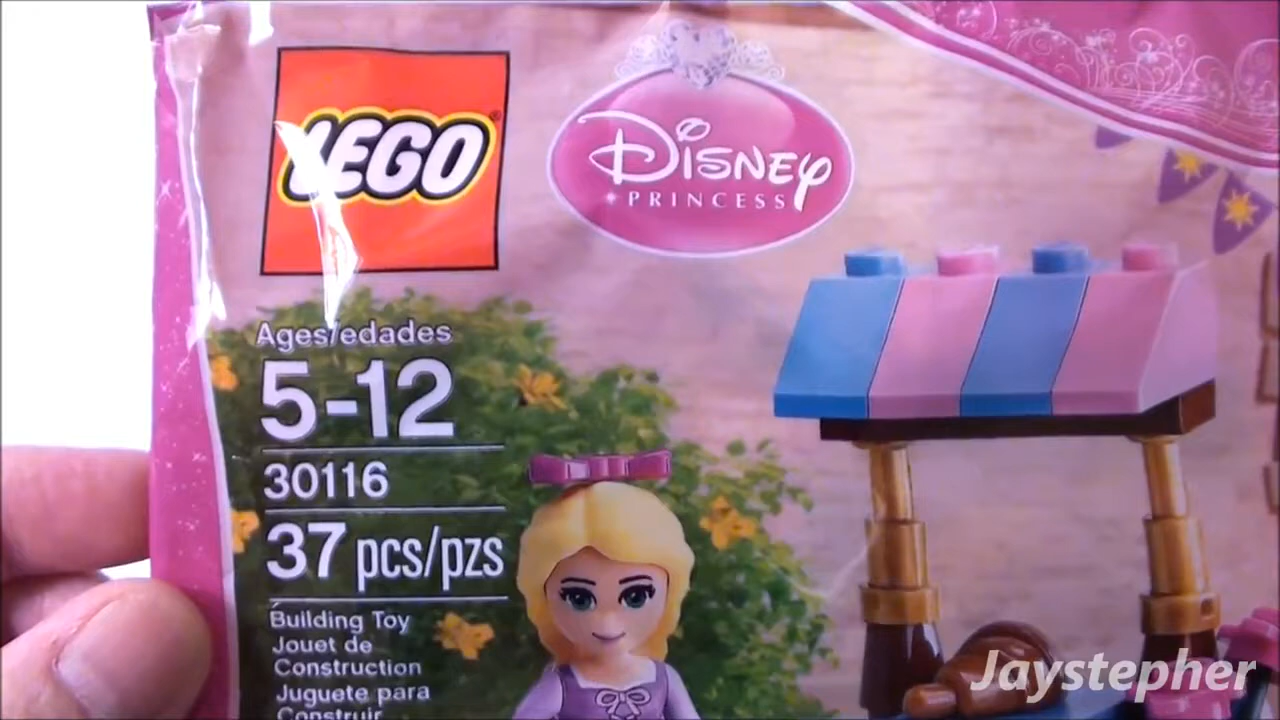 LEGO
DISNEY
PRINCESS
Ages/edades
5-12
30116
37 pcs/pzs
Building Toy
Jouet de
Construction
Juguete para
Construir
Jaystepher